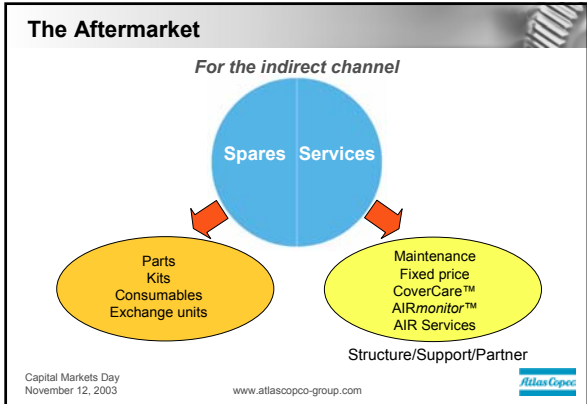 The Aftermarket
For the indirect channel
Spares Services
Parts
Kits
Consumables
Exchange units
Maintenance
Fixed price
CoverCare™
AIRmonitor™
AIR Services
Structure/Support/Partner
Capital Markets Day
November 12, 2003
www.atlascopco-group.com
Atlas Copco